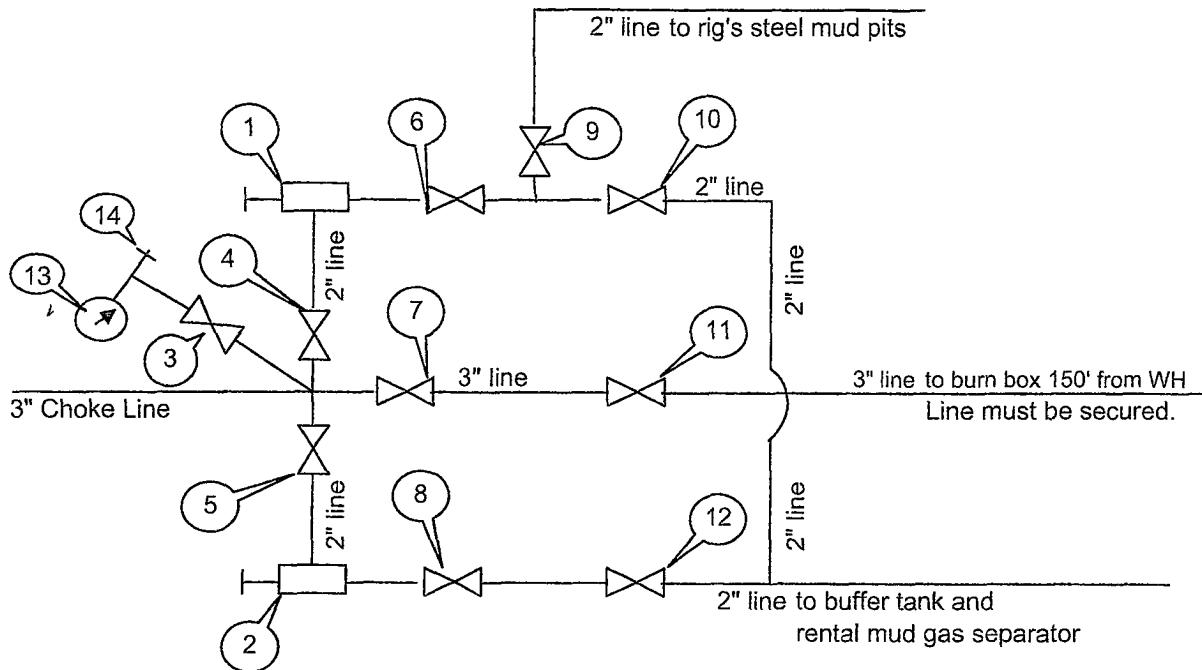 2" line to rig's steel mud pits
1
6
9
10
2" line
14
13
4
2" line
2" line
7
11
3
3" line
3" line to burn box 150' from WH
3" Choke Line
Line must be secured.
5
8
12
2" line
2" line
2" line to buffer tank and
rental mud gas separator
2